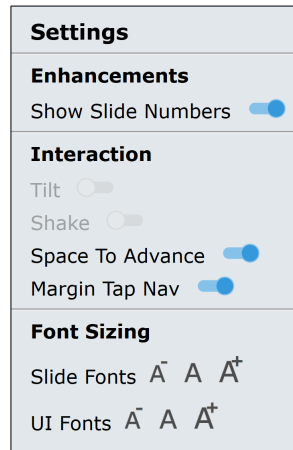 Settings
Enhancements
Show Slide Numbers
Interaction
Tilt
Shake
Space To Advance
Margin Tap Nav
Font Sizing
Slide Fonts A- A A+
UI Fonts A- A A+